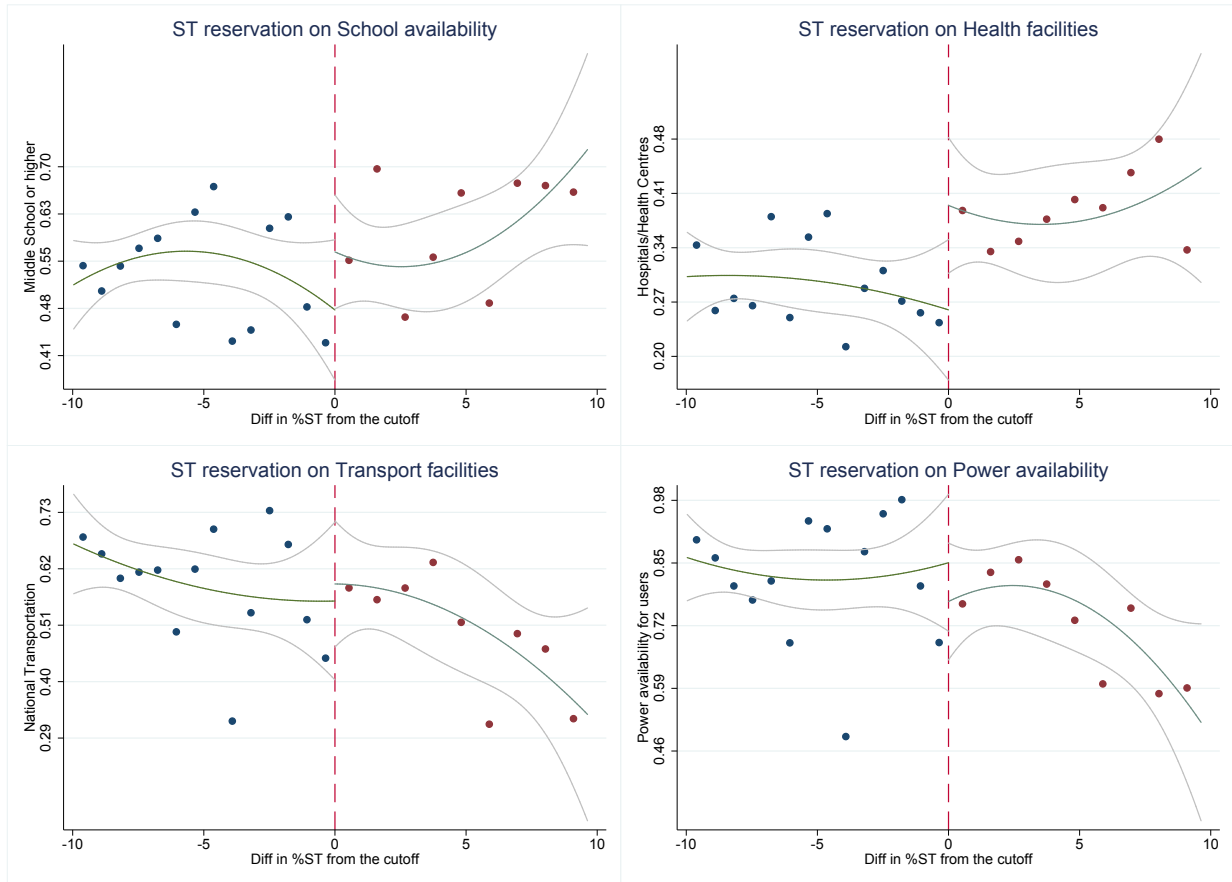 ST reservation on School availability
Miiddle School or higher
0.70
0.63
0.55
0.48
0.41
-10 -5 0 5 10
Diff in %ST from the cutoff
ST reservation on Health facilities
Hospitals/Health Centres
0.48
0.41
0.34
0.27
0.20
-10 -5 0 5 10
Diff in %ST from the cutoff
ST reservation on Transport facilities
National Transportation
0.73
0.62
0.51
0.40
0.29
-10 -5 0 5 10
Diff in %ST from the cutoff
ST reservation on Power availability
Power availability for users
0.98
0.85
0.72
0.59
0.46
-10 -5 0 5 10
Diff in %ST from the cutoff